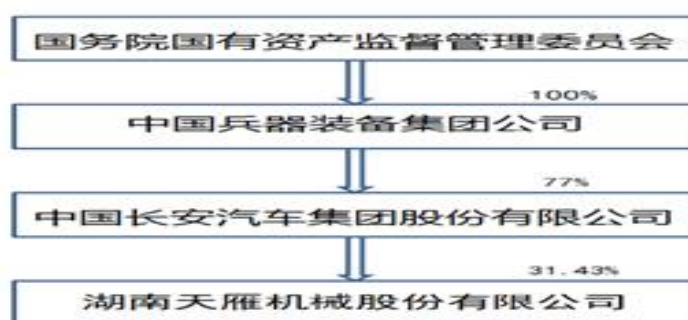 国务院国有资产监督管理委员会
100%
中国兵器装备集团公司
77%
中国长安汽车集团股份有限公司
31.43%
湖南天雁机械股份有限公司